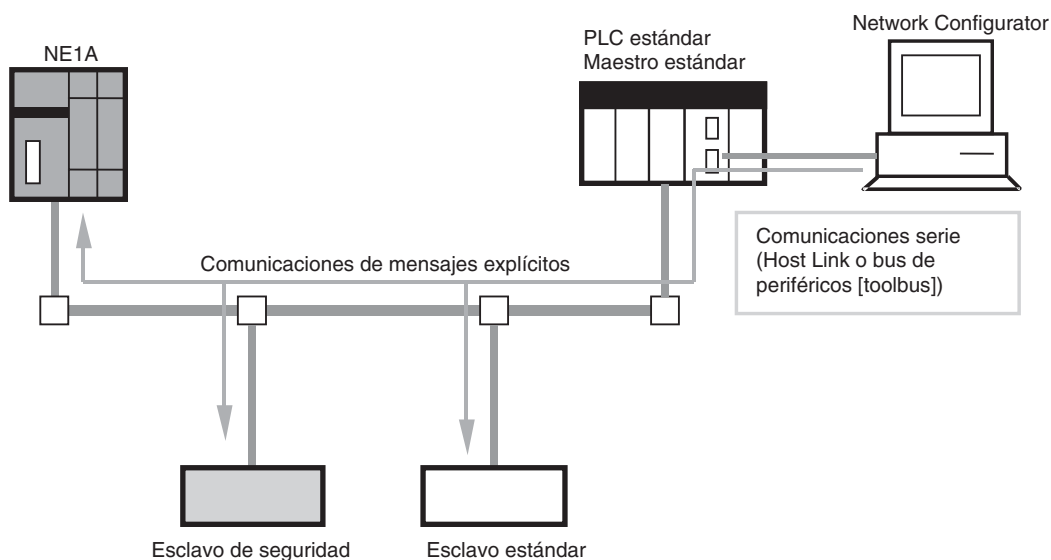 Network Configurator
PLC estándar
Maestro estándar
NE1A
Comunicaciones serie
(Host Link o bus de
periféricos [toolbus])
Comunicaciones de mensajes explícitos
Esclavo de seguridad
Esclavo estándar